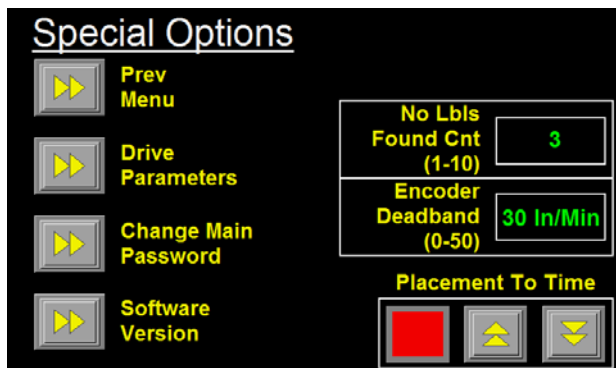 Special Options
Prev
Menu
Drive
Parameters
Change Main
Password
Software
Version
No Lbls
Found Cnt
(1-10)
3
Encoder
Deadband
(0-50)
30 In/Min
Placement To Time